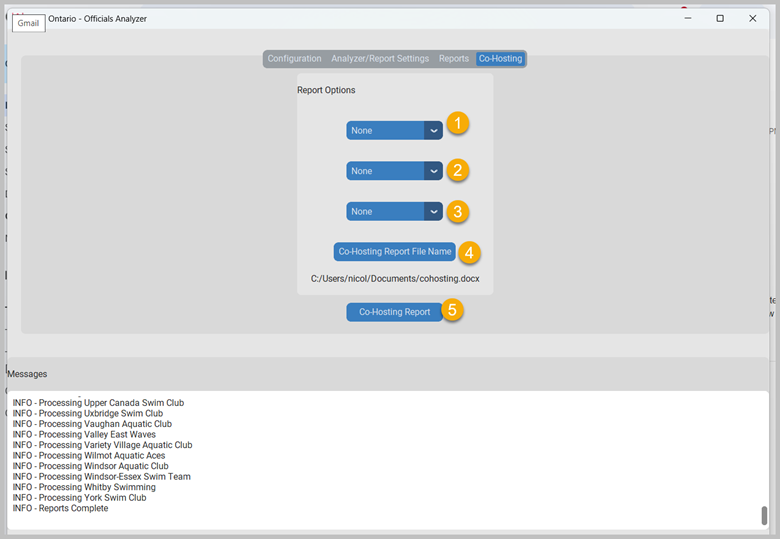 Gmail
Ontario - Officials Analyzer
Configuration Analyzer/Report Settings Reports Co-Hosting
Report Options
None 1
None 2
None 3
Co-Hosting Report File Name 4
C:/Users/nicol/Documents/cohosting.docx
Co-Hosting Report 5
Messages
INFO - Processing Upper Canada Swim Club
INFO - Processing Uxbridge Swim Club
INFO - Processing Vaughan Aquatic Club
INFO - Processing Valley East Waves
INFO - Processing Variety Village Aquatic Club
INFO - Processing Wilmot Aquatic Aces
INFO - Processing Windsor Aquatic Club
INFO - Processing Windsor-Essex Swim Team
INFO - Processing Whitby Swimming
INFO - Processing York Swim Club
INFO - Reports Complete